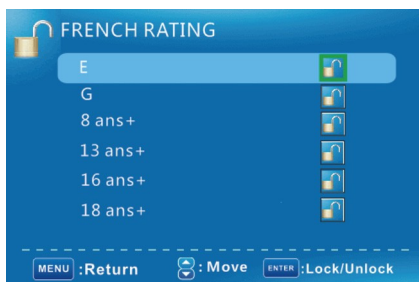 FRENCH RATING
E
G
8 ans+
13 ans+
16 ans+
18 ans+
MENU :Return : Move ENTER :Lock/Unlock